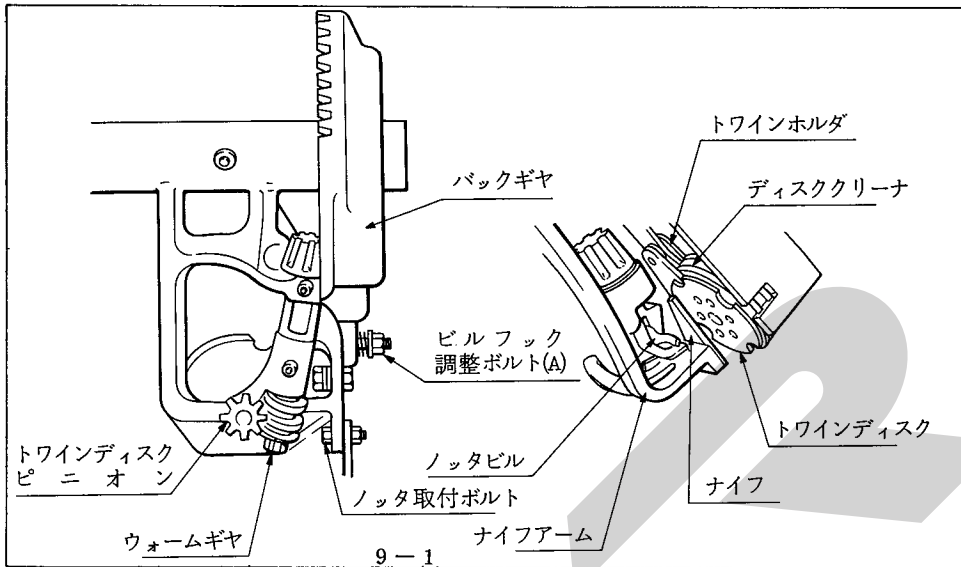 トワインホルダ
ディスククリーナ
バックギヤ
ビルフック
調整ボルト(A)
トワインディスク
ピニオン
ノッタビル
トワインディスク
ナイフ
ノッタ取付ボルト
ウォームギヤ
ナイフアーム
9-1